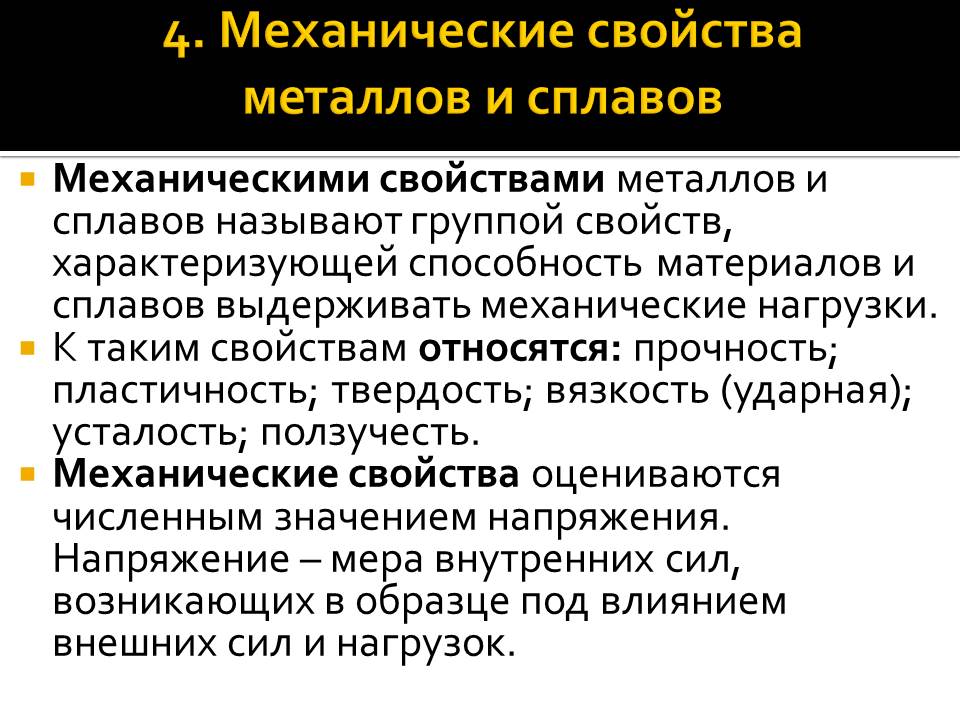 4. Механические свойства
металлов и сплавов
Механическими свойствами металлов и
сплавов называют группой свойств,
характеризующей способность материалов и
сплавов выдерживать механические нагрузки.
К таким свойствам относятся: прочность;
пластичность; твердость; вязкость (ударная);
усталость; ползучесть.
Механические свойства оцениваются
численным значением напряжения.
Напряжение – мера внутренних сил,
возникающих в образце под влиянием
внешних сил и нагрузок.